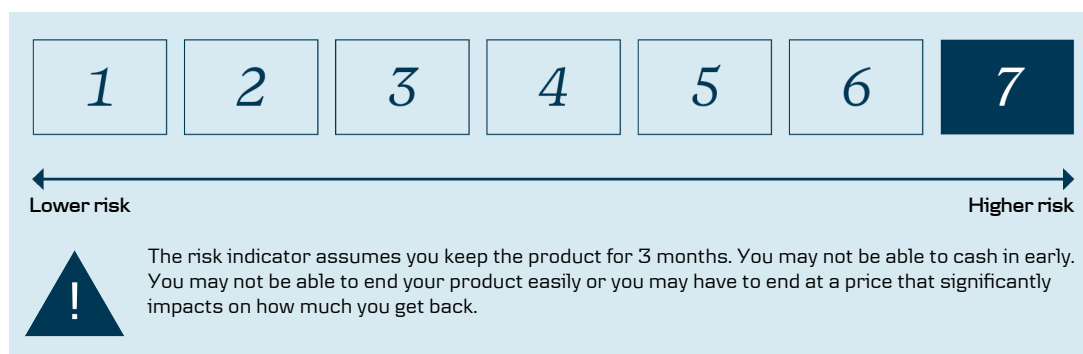 1 2 3 4 5 6 7
Lower risk Higher risk
! The risk indicator assumes you keep the product for 3 months. You may not be able to cash in early.
You may not be able to end your product easily or you may have to end at a price that significantly
impacts on how much you get back.